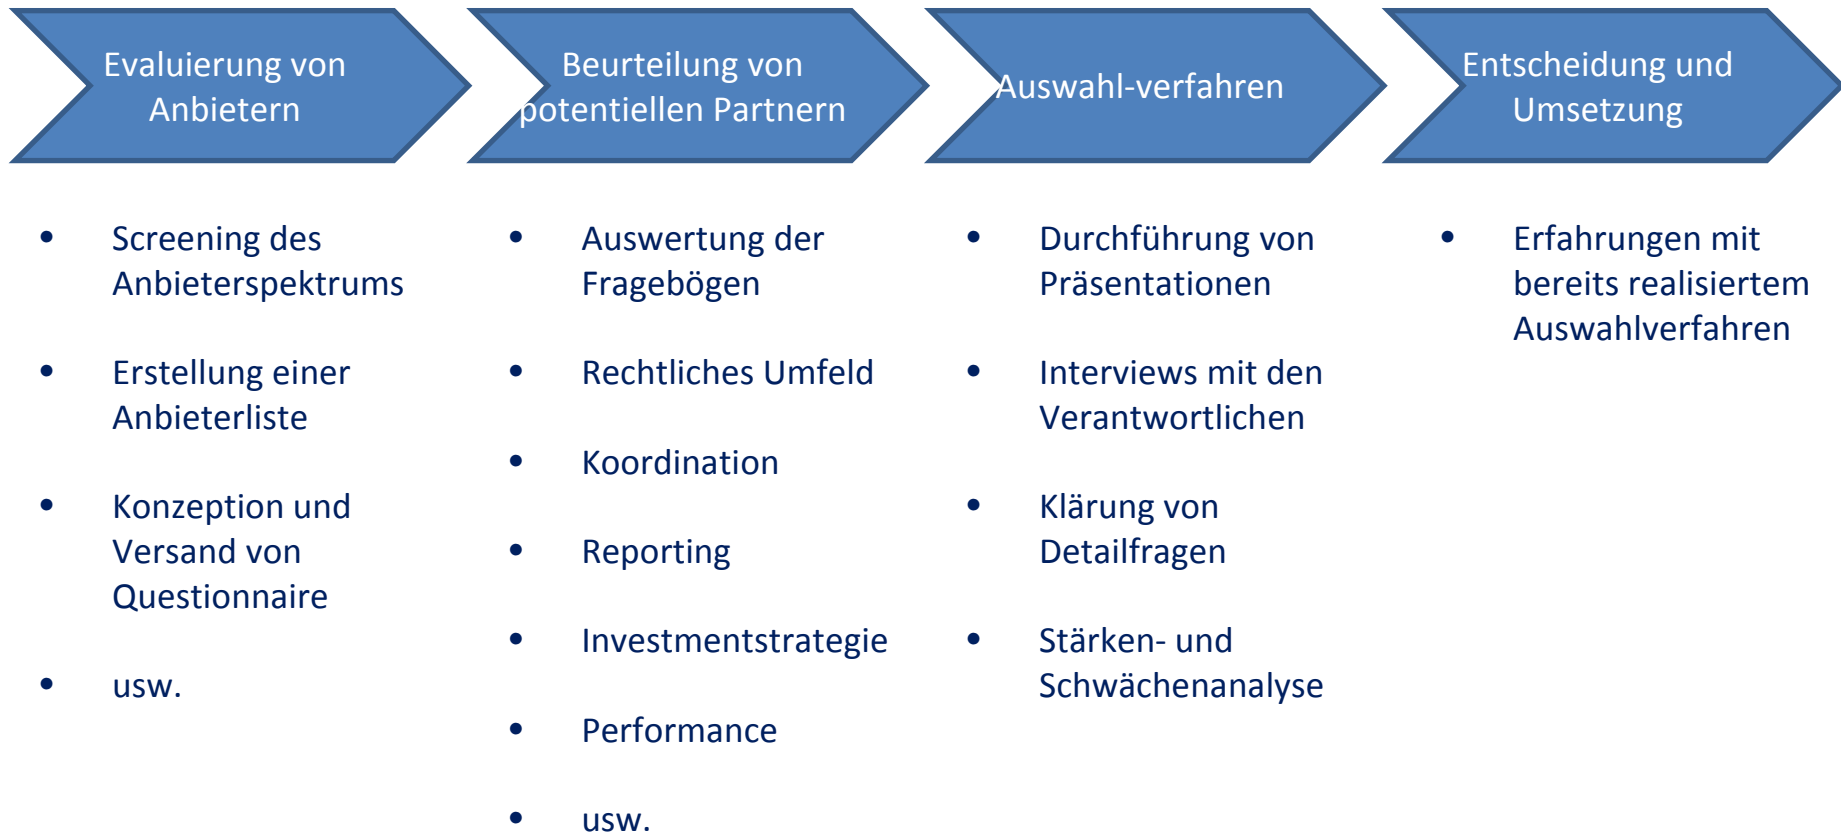 Evaluierung von
Anbietern
Beurteilung von
potentiellen Partnern
Auswahl-verfahren
Entscheidung und
Umsetzung
• Screening des
Anbieterspektrums
• Erstellung einer
Anbieterliste
• Konzeption und
Versand von
Questionnaire
• usw.
• Auswertung der
Fragebögen
• Rechtliches Umfeld
• Koordination
• Reporting
• Investmentstrategie
• Performance
• usw.
• Durchführung von
Präsentationen
• Interviews mit den
Verantwortlichen
• Klärung von
Detailfragen
• Stärken- und
Schwächenanalyse
• Erfahrungen mit
bereits realisiertem
Auswahlverfahren